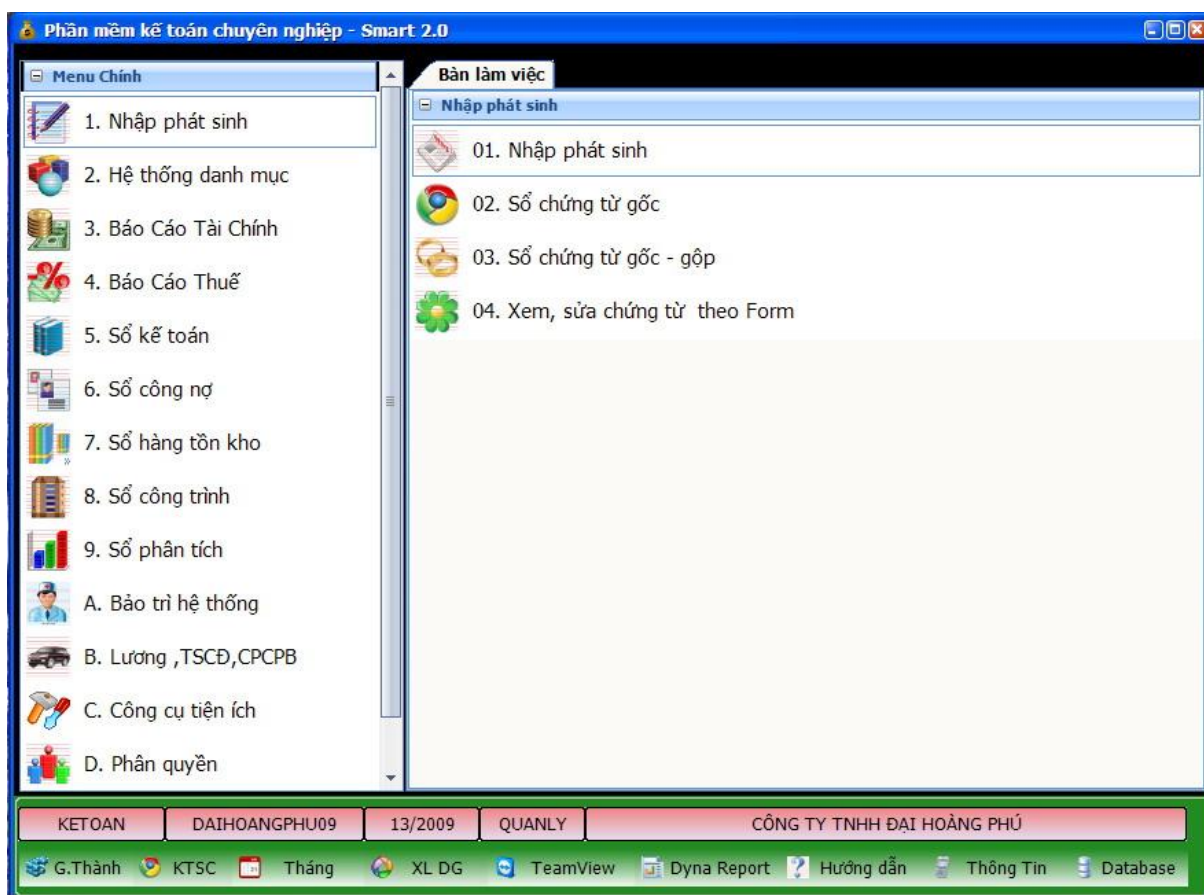 Phần mềm kế toán chuyên nghiệp - Smart 2.0
Menu Chính
1. Nhập phát sinh
2. Hệ thống danh mục
3. Báo Cáo Tài Chính
4. Báo Cáo Thuế
5. Sổ kế toán
6. Sổ công nợ
7. Sổ hàng tồn kho
8. Sổ công trình
9. Sổ phân tích
A. Bảo trì hệ thống
B. Lương ,TSCĐ,CPCPB
C. Công cụ tiện ích
D. Phân quyền
Bàn làm việc
Nhập phát sinh
01. Nhập phát sinh
02. Sổ chứng từ gốc
03. Sổ chứng từ gốc - gộp
04. Xem, sửa chứng từ theo Form
KETOAN DAIHOANGPHU09 13/2009 QUANLY CÔNG TY TNHH ĐẠI HOÀNG PHÚ
G.Thành KTSC Tháng XL DG TeamView Dyna Report Hướng dẫn Thông Tin Database